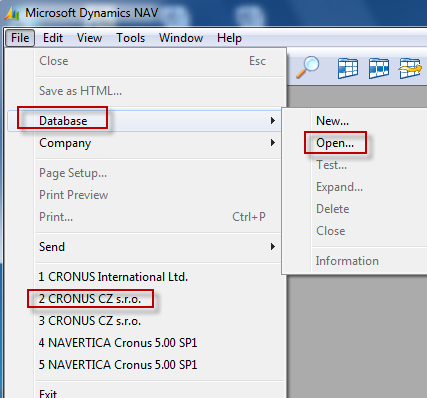 Microsoft Dynamics NAV
File Edit View Tools Window Help
Close Esc
Save as HTML...
Database
Company
Page Setup...
Print Preview
Print... Ctrl+P
Send
1 CRONUS International Ltd.
2 CRONUS CZ s.r.o.
3 CRONUS CZ s.r.o.
4 NAVERTICA Cronus 5.00 SP1
5 NAVERTICA Cronus 5.00 SP1
Exit
New...
Open...
Test...
Expand...
Delete
Close
Information